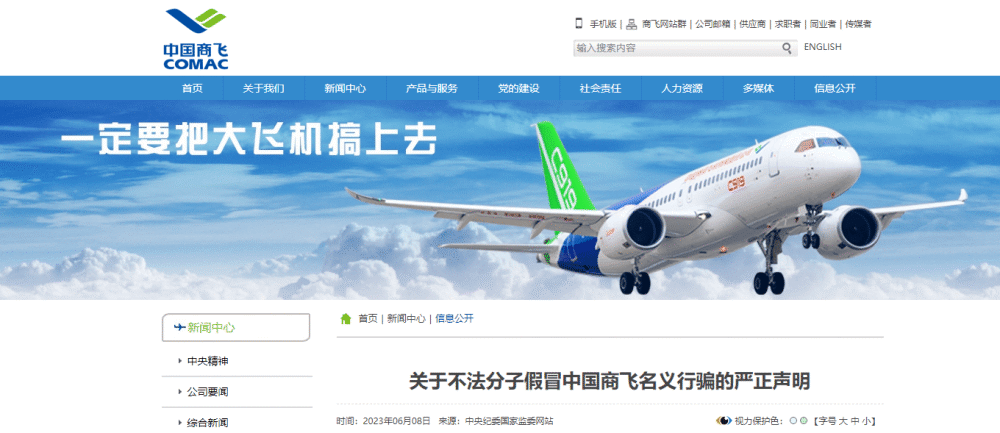 中国商飞
COMAC
手机版 | 商飞网站群 | 公司邮箱 | 供应商 | 求职者 | 同业者 | 传媒者
输入搜索内容
ENGLISH
首页 关于我们 新闻中心 产品与服务 党的建设 社会责任 人力资源 多媒体 信息公开
一定要把大飞机搞上去
C919
C919
新闻中心
首页 | 新闻中心 | 信息公开
中央精神
公司要闻
综合新闻
关于不法分子假冒中国商飞名义行骗的严正声明
时间：2023年06月08日 来源：中央纪委国家监委网站
视力保护色： 【字号 大 中 小】